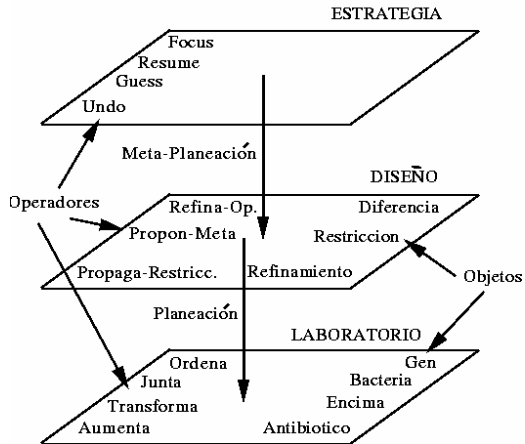 ESTRATEGIA
Focus
Resume
Guess
Undo
Meta-Planeación
DISEÑO
Operadores
Refina-Op.
Diferencia
Propon-Meta
Restriccion
Propaga-Restricc.
Refinamiento
Objetos
Planeación
LABORATORIO
Ordena
Gen
Junta
Bacteria
Transforma
Encima
Aumenta
Antibiotico